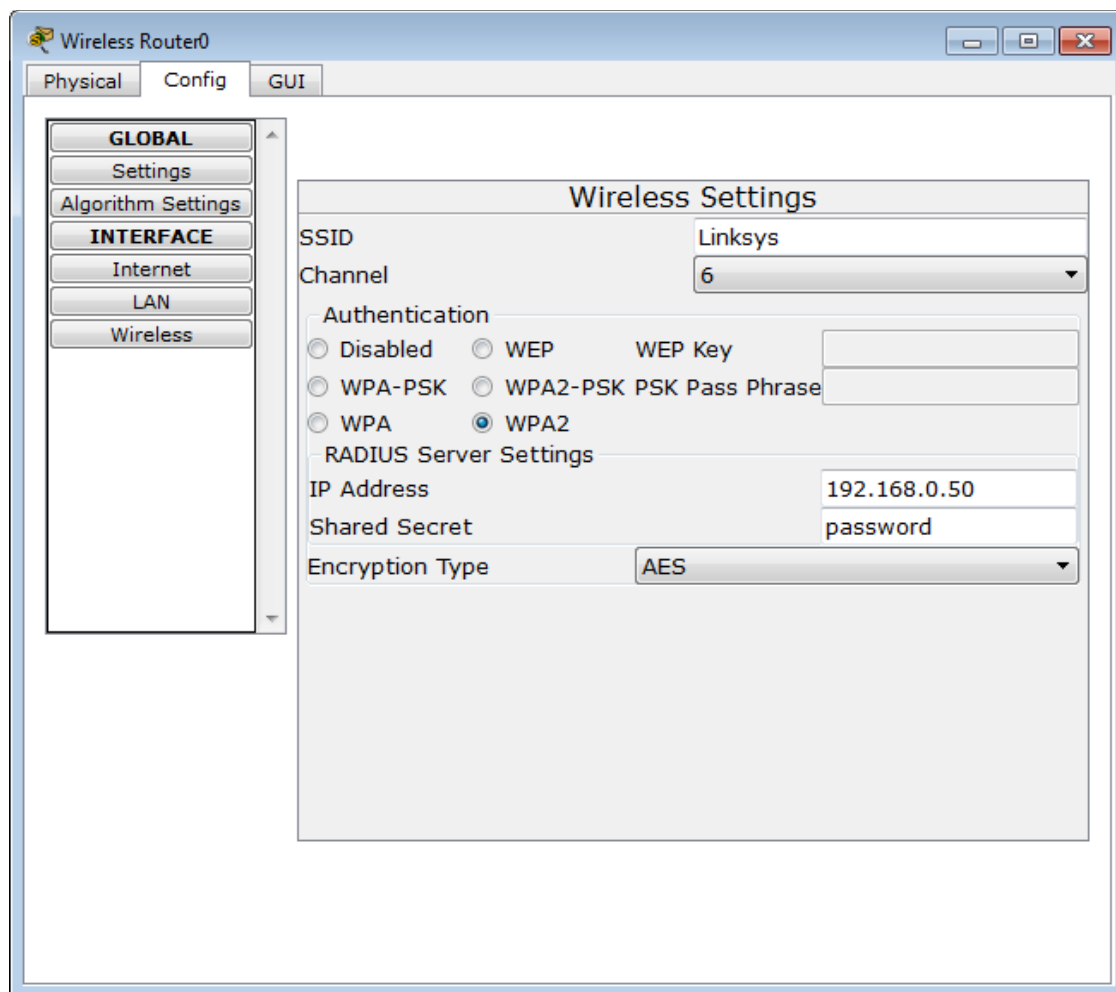 Wireless Router0
Physical Config GUI
GLOBAL
Settings
Algorithm Settings
INTERFACE
Internet
LAN
Wireless
Wireless Settings
SSID Linksys
Channel 6
Authentication
Disabled WEP WEP Key
WPA-PSK WPA2-PSK PSK Pass Phrase
WPA WPA2
RADIUS Server Settings
IP Address 192.168.0.50
Shared Secret password
Encryption Type AES